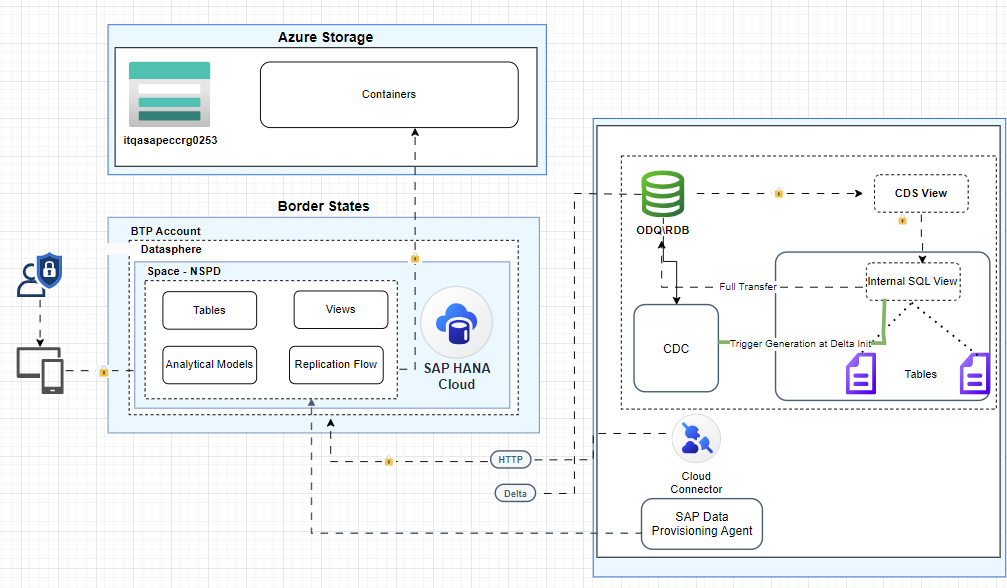 Azure Storage
Containers
itqasapeccrg0253
Border States
BTP Account
Datasphere
Space - NSPD
Tables
Views
Analytical Models
Replication Flow
SAP HANA
Cloud
ODQ\RDB
CDS View
Internal SQL View
Full Transfer
CDC
Trigger Generation at Delta Init
Tables
HTTP
Delta
Cloud
Connector
SAP Data
Provisioning Agent